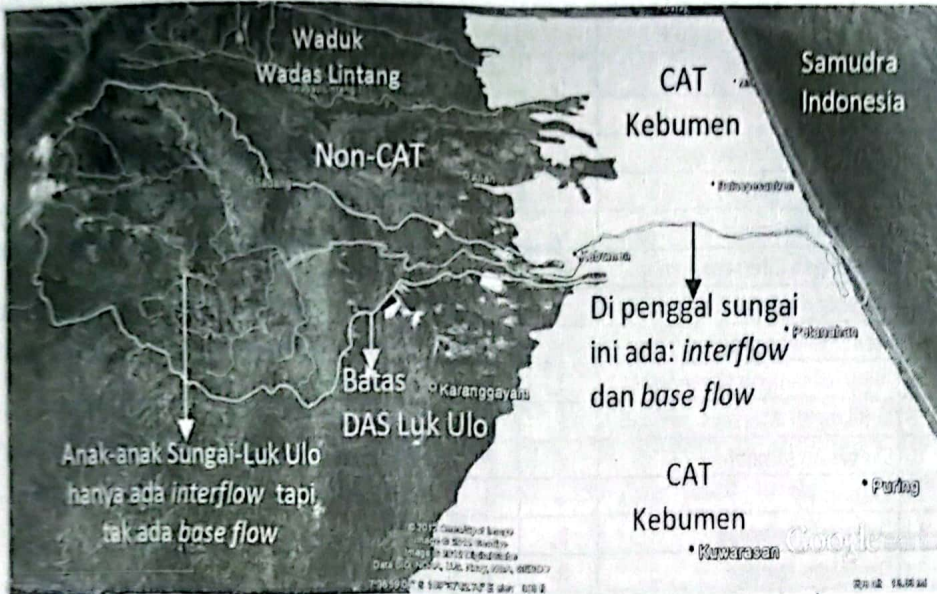 Waduk
Wadas Lintang
Non-CAT
CAT
Kebumen
Samudra
Indonesia
Kebumen
Di penggal sungai
ini ada: interflow
dan base flow
Petanahan
Batas
DAS Luk Ulo
Karanggayam
Anak-anak Sungai-Luk Ulo
hanya ada interflow tapi
tak ada base flow
CAT
Kebumen
Puring
Kuwarasan
Google